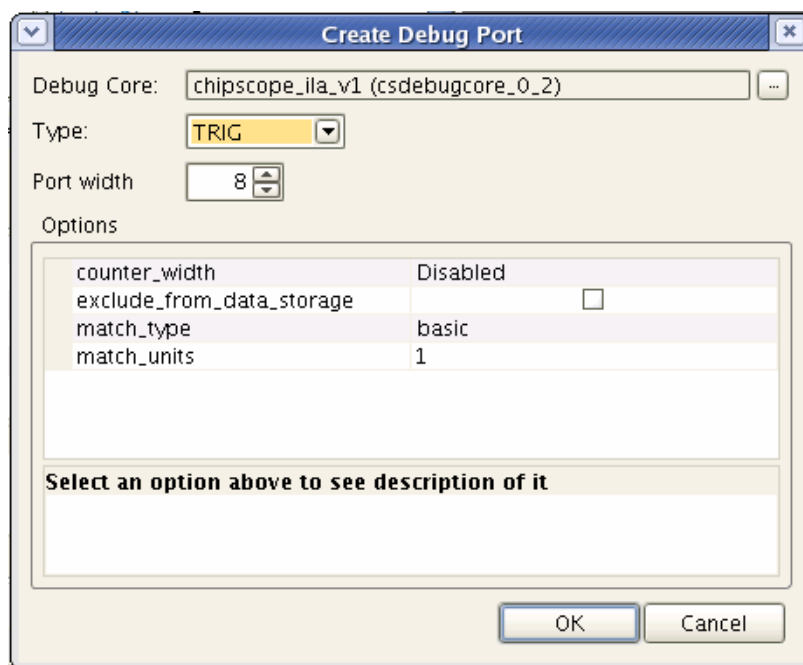 Create Debug Port
Debug Core: chipscope_ila_v1 (csdebugcore_0_2) ...
Type: TRIG
Port width 8
Options
counter_width Disabled
exclude_from_data_storage
match_type basic
match_units 1
Select an option above to see description of it
OK Cancel